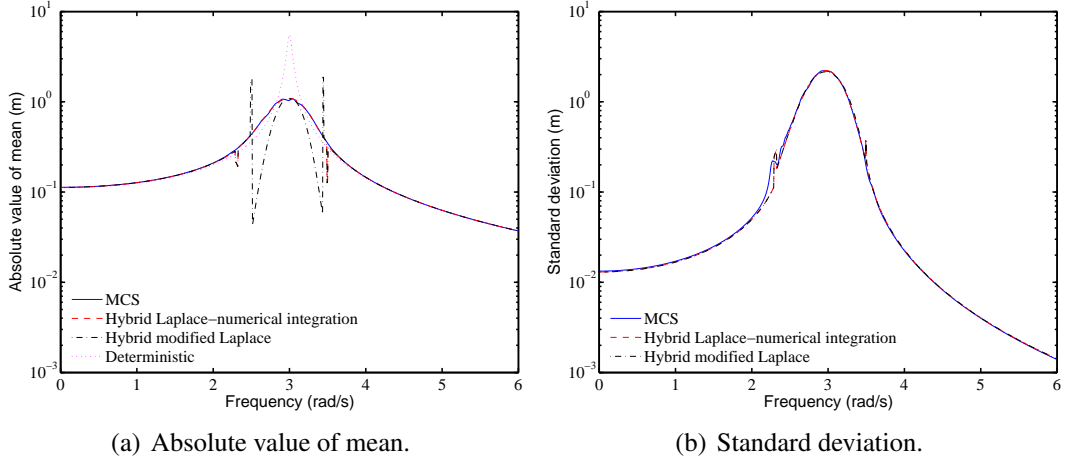 10^1
10^0
10^−1
10^−2
10^−3
Absolute value of mean (m)
MCS
Hybrid Laplace−numerical integration
Hybrid modified Laplace
Deterministic
0 1 2 3 4 5 6
Frequency (rad/s)
(a) Absolute value of mean.
10^1
10^0
10^−1
10^−2
10^−3
Standard deviation (m)
MCS
Hybrid Laplace−numerical integration
Hybrid modified Laplace
0 1 2 3 4 5 6
Frequency (rad/s)
(b) Standard deviation.